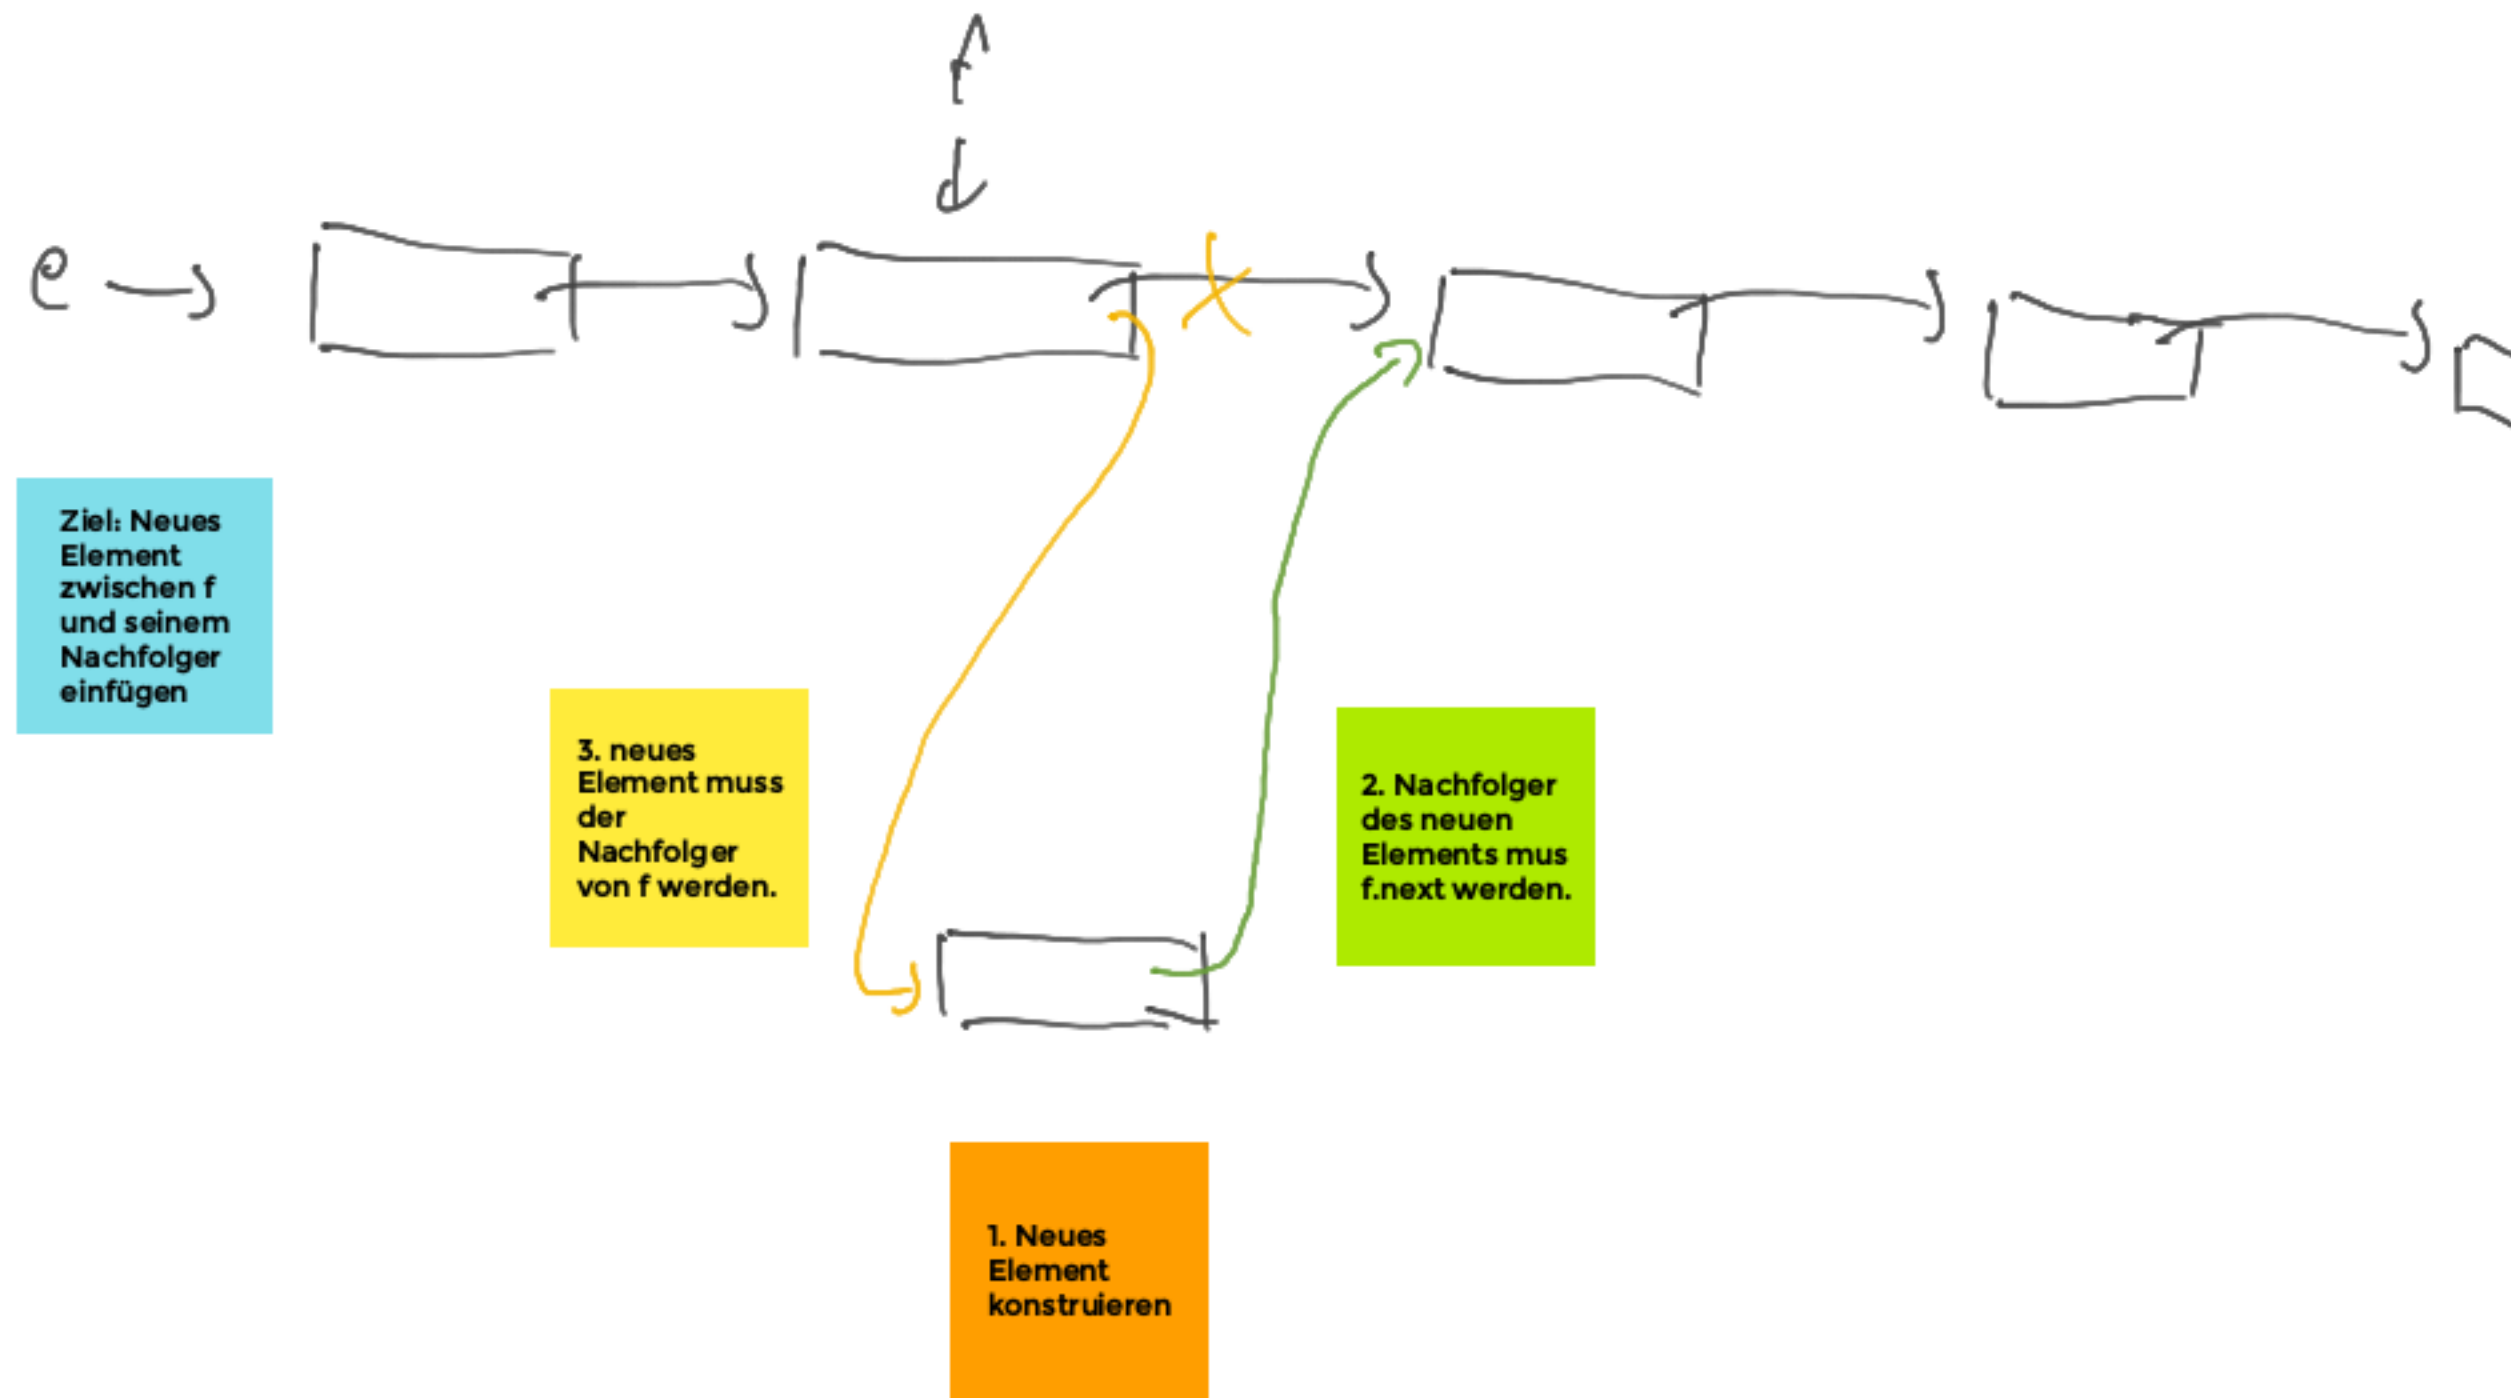 f
e
Ziel: Neues
Element
zwischen f
und seinem
Nachfolger
einfügen
3. neues
Element muss
der
Nachfolger
von f werden.
2. Nachfolger
des neuen
Elements mus
f.next werden.
1. Neues
Element
konstruieren